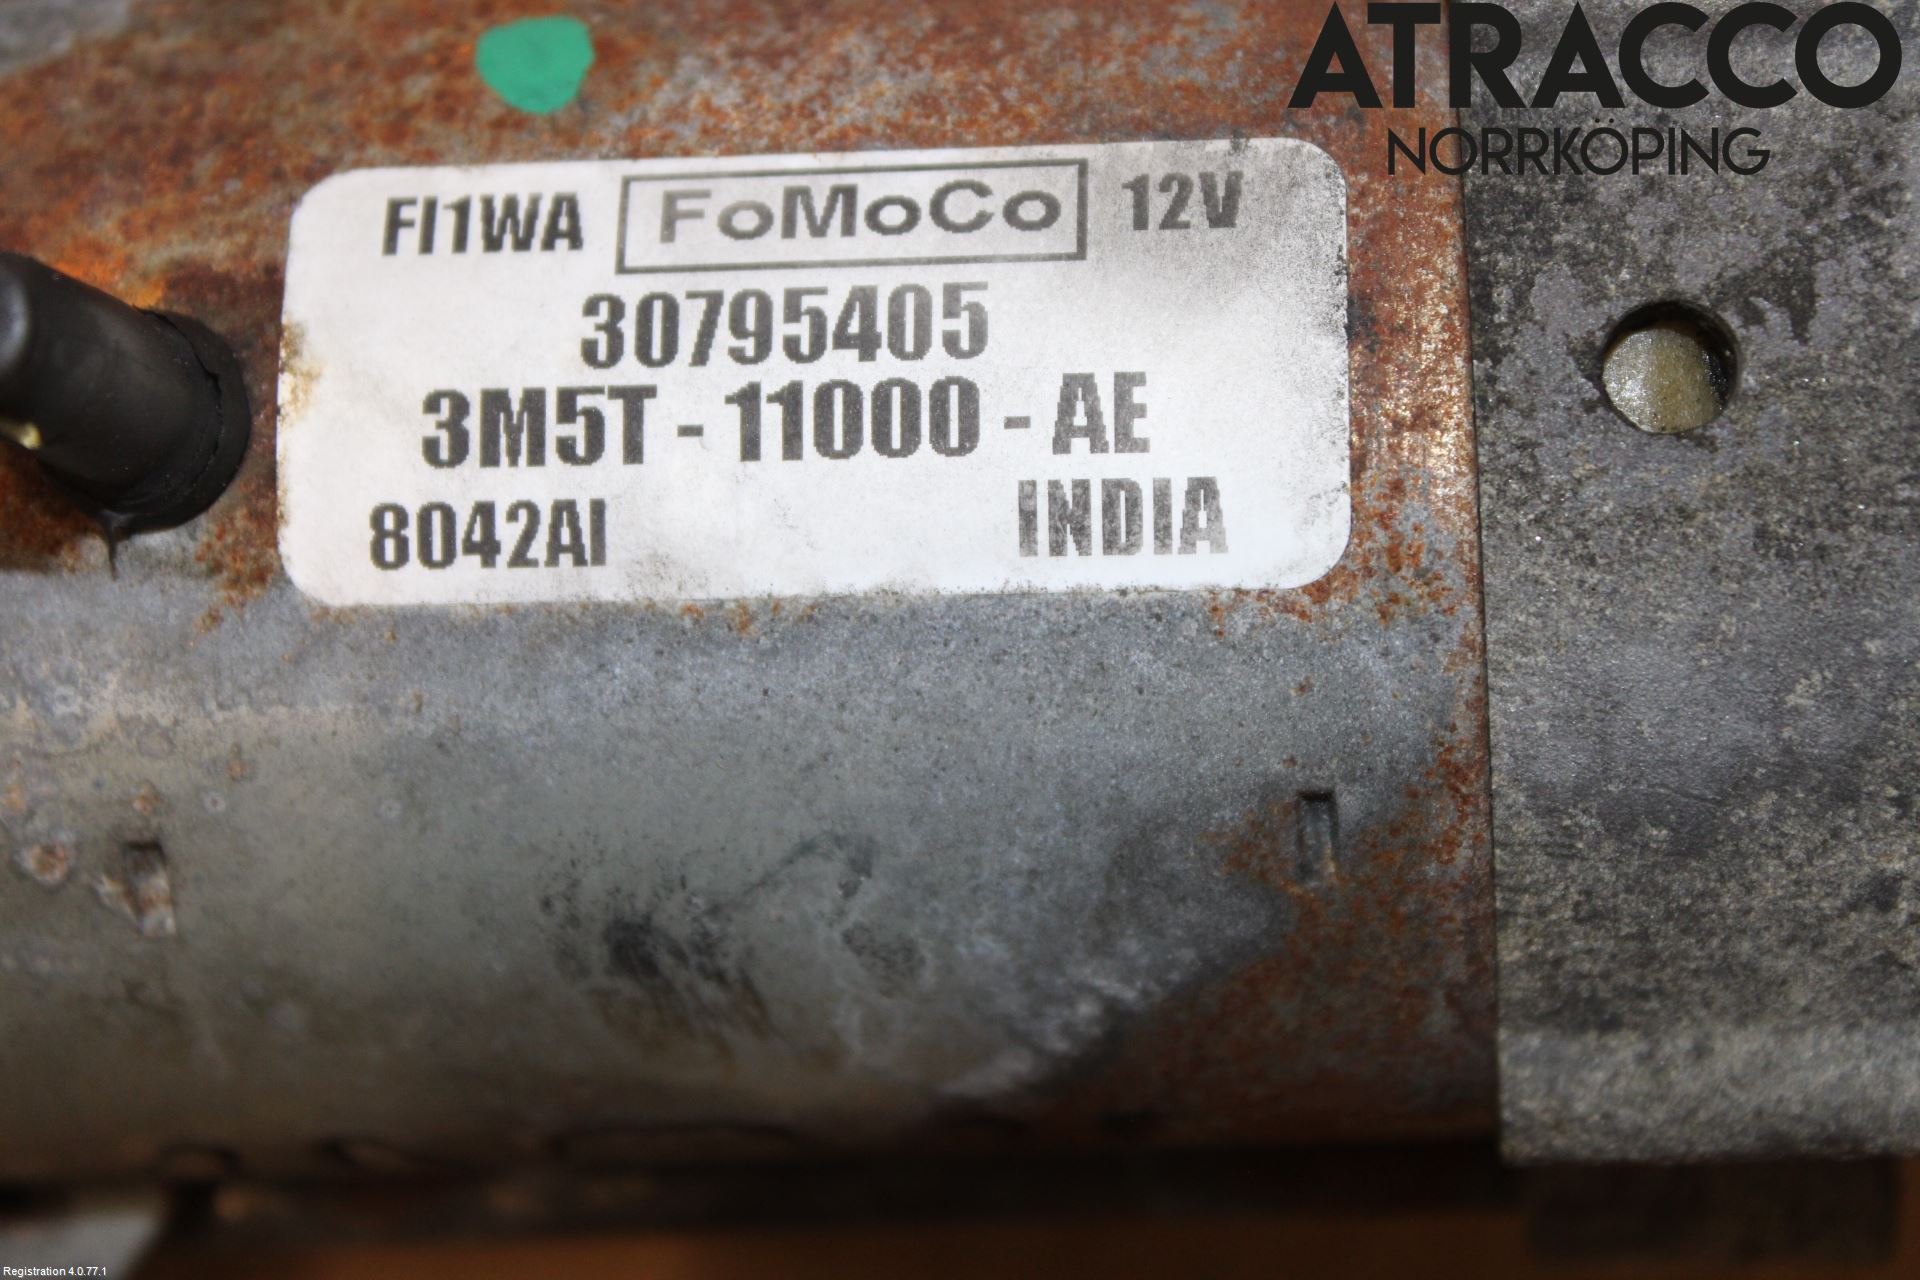 ATRACCO
NORRKÖPING
FI1WA FoMoCo 12V
30795405
3M5T - 11000 - AE
8042AI INDIA
Registration 4.0.77.1